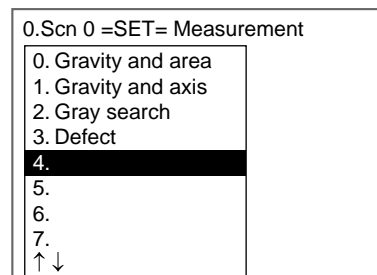 0.Scn 0 =SET= Measurement
0. Gravity and area
1. Gravity and axis
2. Gray search
3. Defect
4.
5.
6.
7.
↑↓